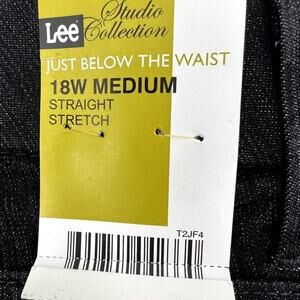 Studio
Lee Collection
JUST BELOW THE WAIST
18W MEDIUM
STRAIGHT
STRETCH
T2JF4